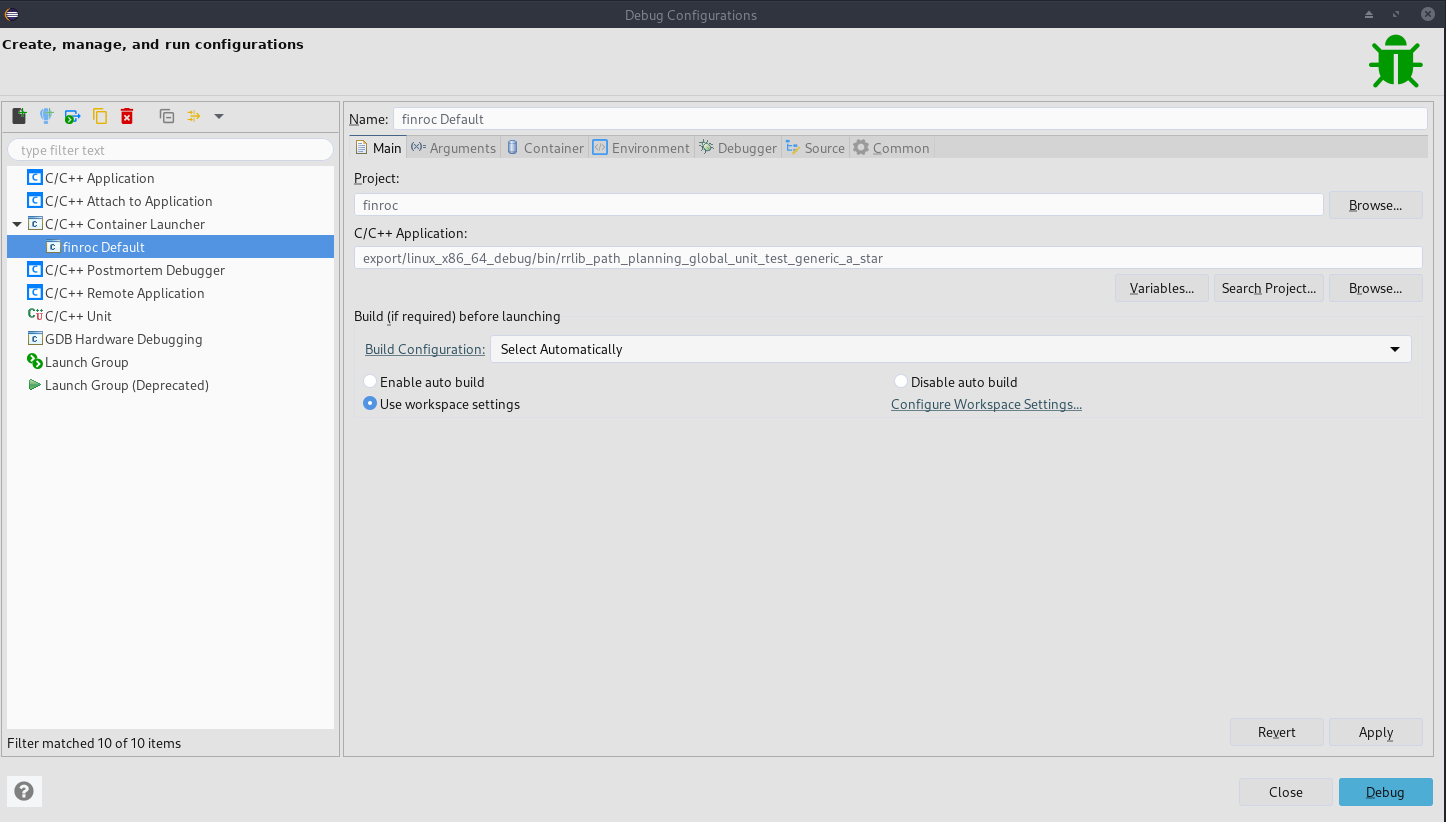 Debug Configurations
Create, manage, and run configurations
type filter text
C/C++ Application
C/C++ Attach to Application
C/C++ Container Launcher
finroc Default
C/C++ Postmortem Debugger
C/C++ Remote Application
C/C++ Unit
GDB Hardware Debugging
Launch Group
Launch Group (Deprecated)
Filter matched 10 of 10 items
Name: finroc Default
Main Arguments Container Environment Debugger Source Common
Project:
finroc Browse...
C/C++ Application:
export/linux_x86_64_debug/bin/rrlib_path_planning_global_unit_test_generic_a_star
Variables... Search Project... Browse...
Build (if required) before launching
Build Configuration: Select Automatically
Enable auto build Disable auto build
Use workspace settings Configure Workspace Settings...
Revert Apply
Close Debug